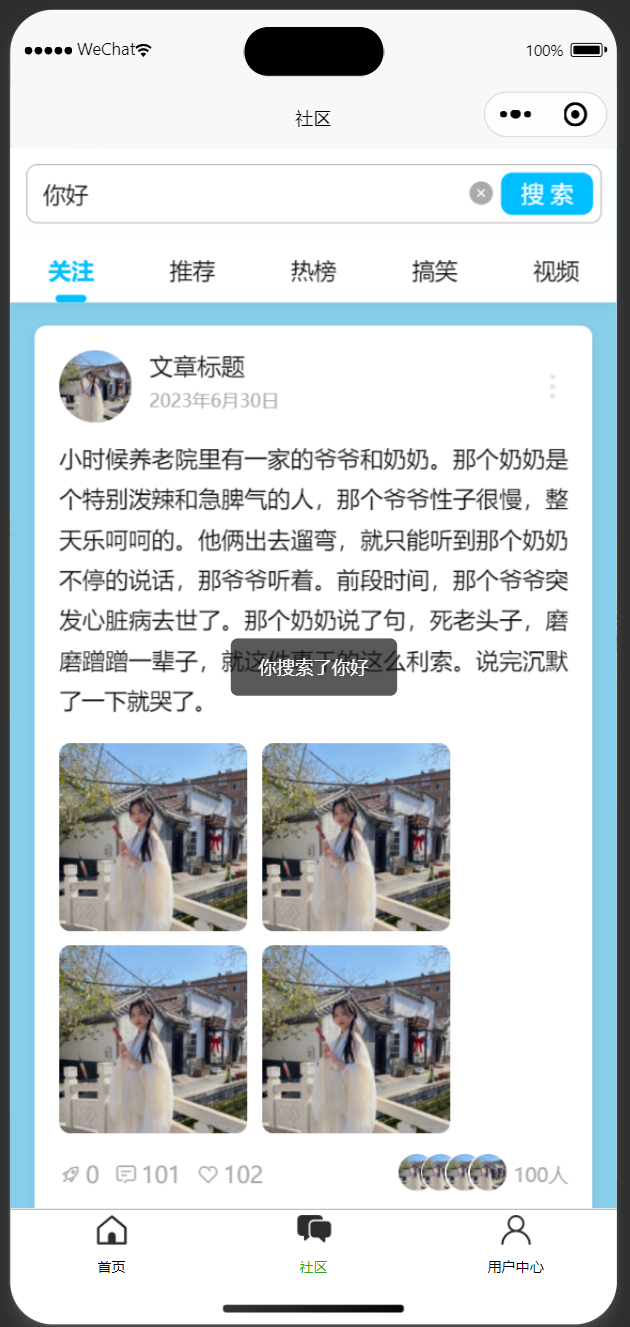 WeChat
100%
社区
你好
搜 索
关注 推荐 热榜 搞笑 视频
文章标题
2023年6月30日
小时候养老院里有一家的爷爷和奶奶。那个奶奶是
个特别泼辣和急脾气的人，那个爷爷性子很慢，整
天乐呵呵的。他俩出去遛弯，就只能听到那个奶奶
不停的说话，那爷爷听着。前段时间，那个爷爷突
发心脏病去世了。那个奶奶说了句，死老头子，磨
磨蹭蹭一辈子，就这件事干的这么利索。说完沉默
你搜索了你好
了一下就哭了。
0 101 102 100人
首页 社区 用户中心